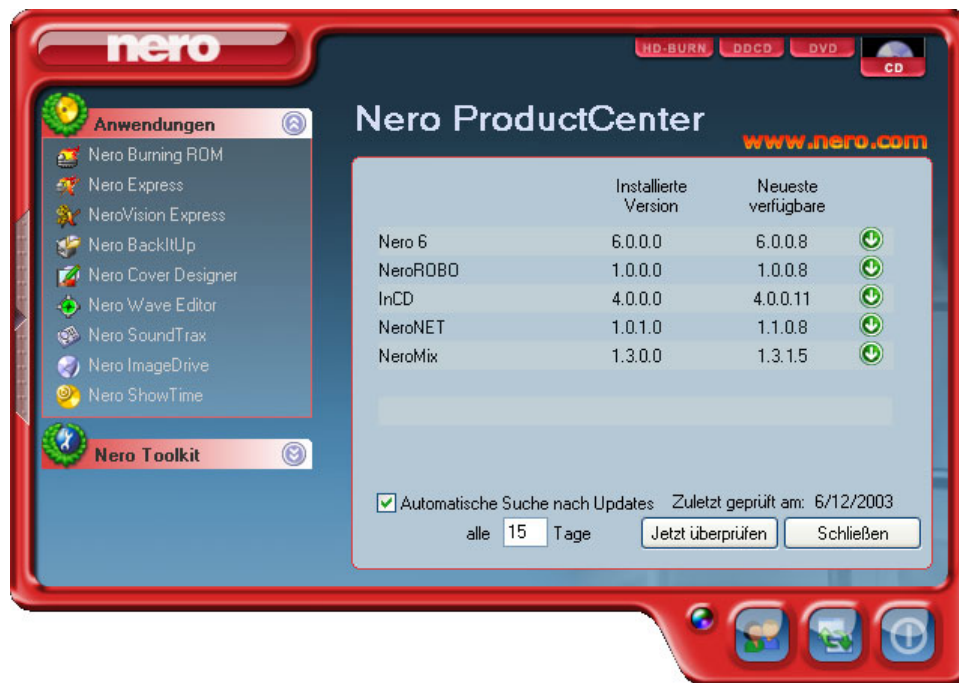 nero
HD-BURN DDCD DVD CD
Anwendungen
Nero Burning ROM
Nero Express
NeroVision Express
Nero BackItUp
Nero Cover Designer
Nero Wave Editor
Nero SoundTrax
Nero ImageDrive
Nero ShowTime
Nero Toolkit
Nero ProductCenter
www.nero.com
Installierte Version Neueste verfügbare
Nero 6 6.0.0.0 6.0.0.8
NeroROBO 1.0.0.0 1.0.0.8
InCD 4.0.0.0 4.0.0.11
NeroNET 1.0.1.0 1.1.0.8
NeroMix 1.3.0.0 1.3.1.5
Automatische Suche nach Updates Zuletzt geprüft am: 6/12/2003
alle 15 Tage Jetzt überprüfen Schließen